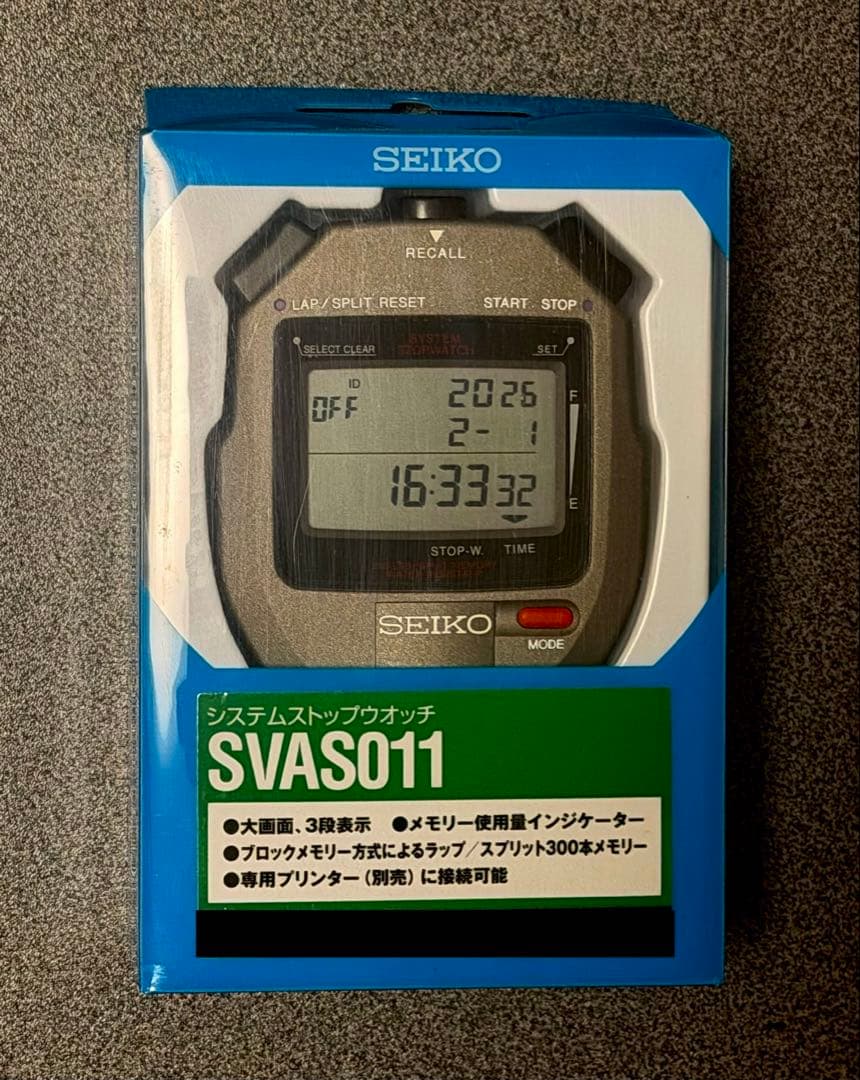 SEIKO
RECALL
LAP/SPLIT RESET START STOP
SYSTEM
STOPWATCH
SELECT CLEAR SET
ID
OFF 2026 F
2- 1
16:33 32
E
STOP-W. TIME
SEIKO
MODE
システムストップウオッチ
SVAS011
●大画面、3段表示 ●メモリー使用量インジケーター
●ブロックメモリー方式によるラップ/スプリット300本メモリー
●専用プリンター(別売)に接続可能